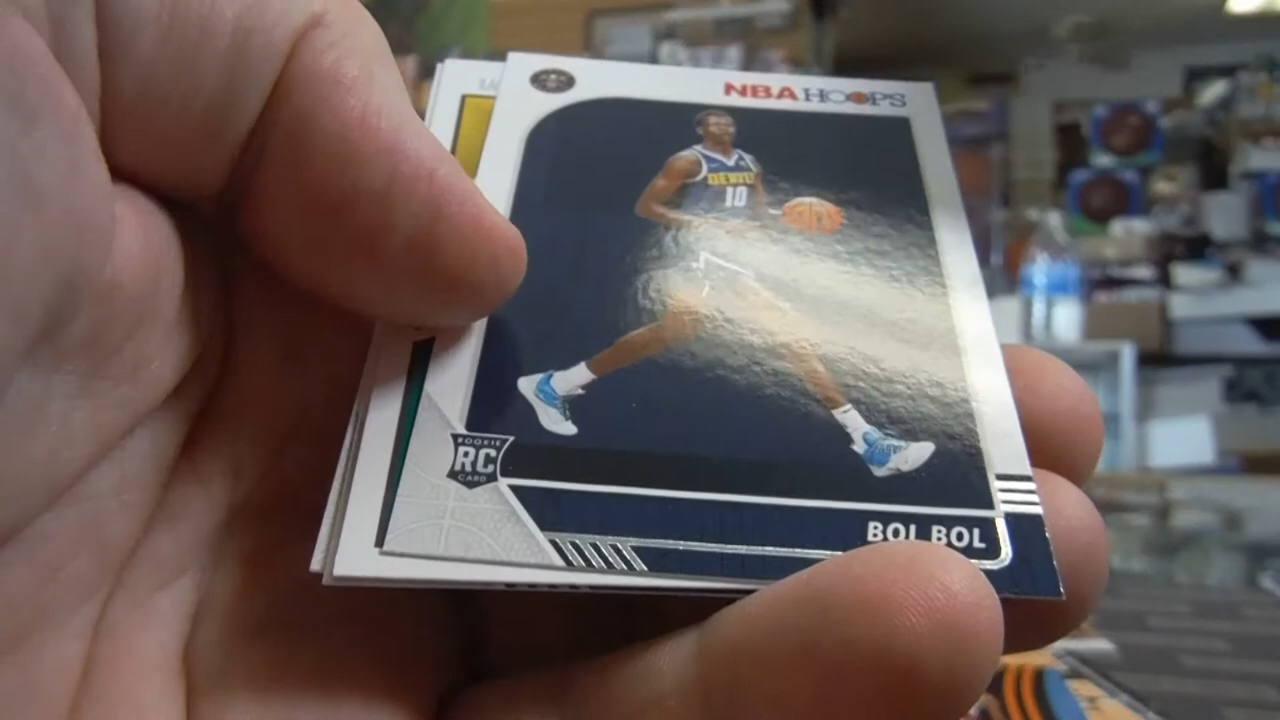 NBA HOOPS
DENVER
10
ROOKIE
RC
CARD
BOL BOL